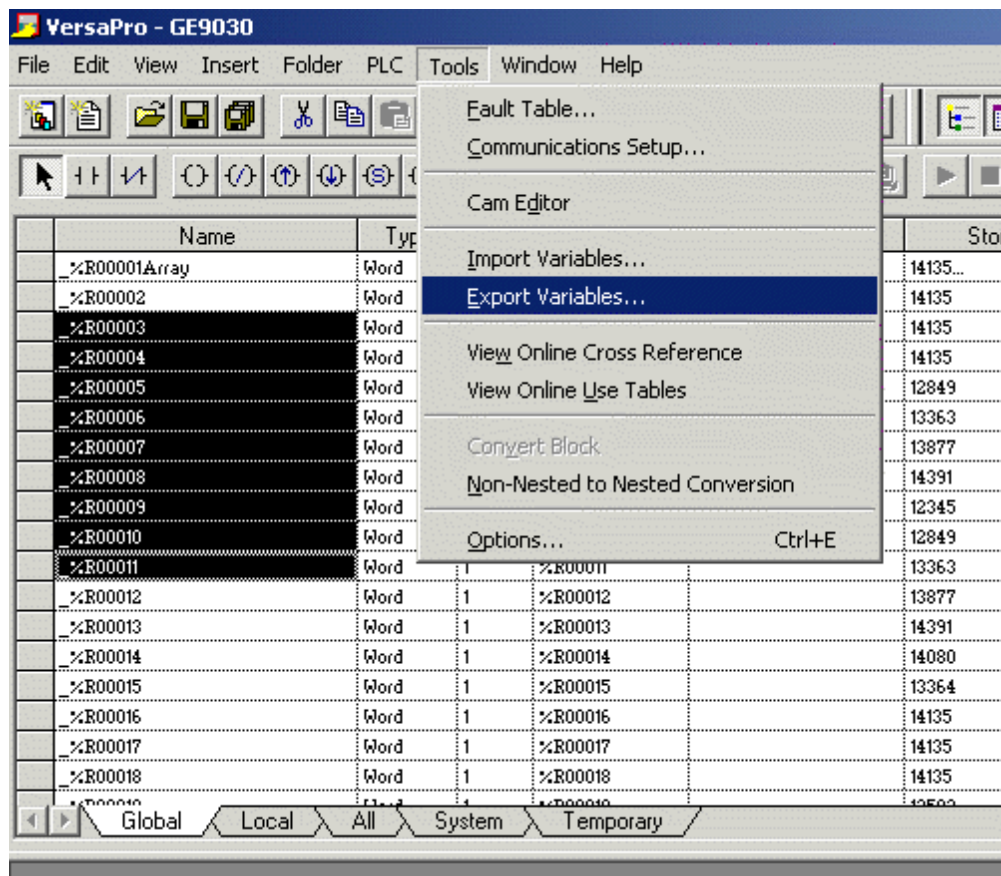 VersaPro - GE9030
File Edit View Insert Folder PLC Tools Window Help
Fault Table...
Communications Setup...
Cam Editor
Import Variables...
Export Variables...
View Online Cross Reference
View Online Use Tables
Convert Block
Non-Nested to Nested Conversion
Options... Ctrl+E
Name Typ Sto
_%R00001Array Word 14135...
_%R00002 Word 14135
_%R00003 Word 14135
_%R00004 Word 14135
_%R00005 Word 12849
_%R00006 Word 13363
_%R00007 Word 13877
_%R00008 Word 14391
_%R00009 Word 12345
_%R00010 Word 12849
_%R00011 Word 1 %R00011 13363
_%R00012 Word 1 %R00012 13877
_%R00013 Word 1 %R00013 14391
_%R00014 Word 1 %R00014 14080
_%R00015 Word 1 %R00015 13364
_%R00016 Word 1 %R00016 14135
_%R00017 Word 1 %R00017 14135
_%R00018 Word 1 %R00018 14135
Global Local All System Temporary